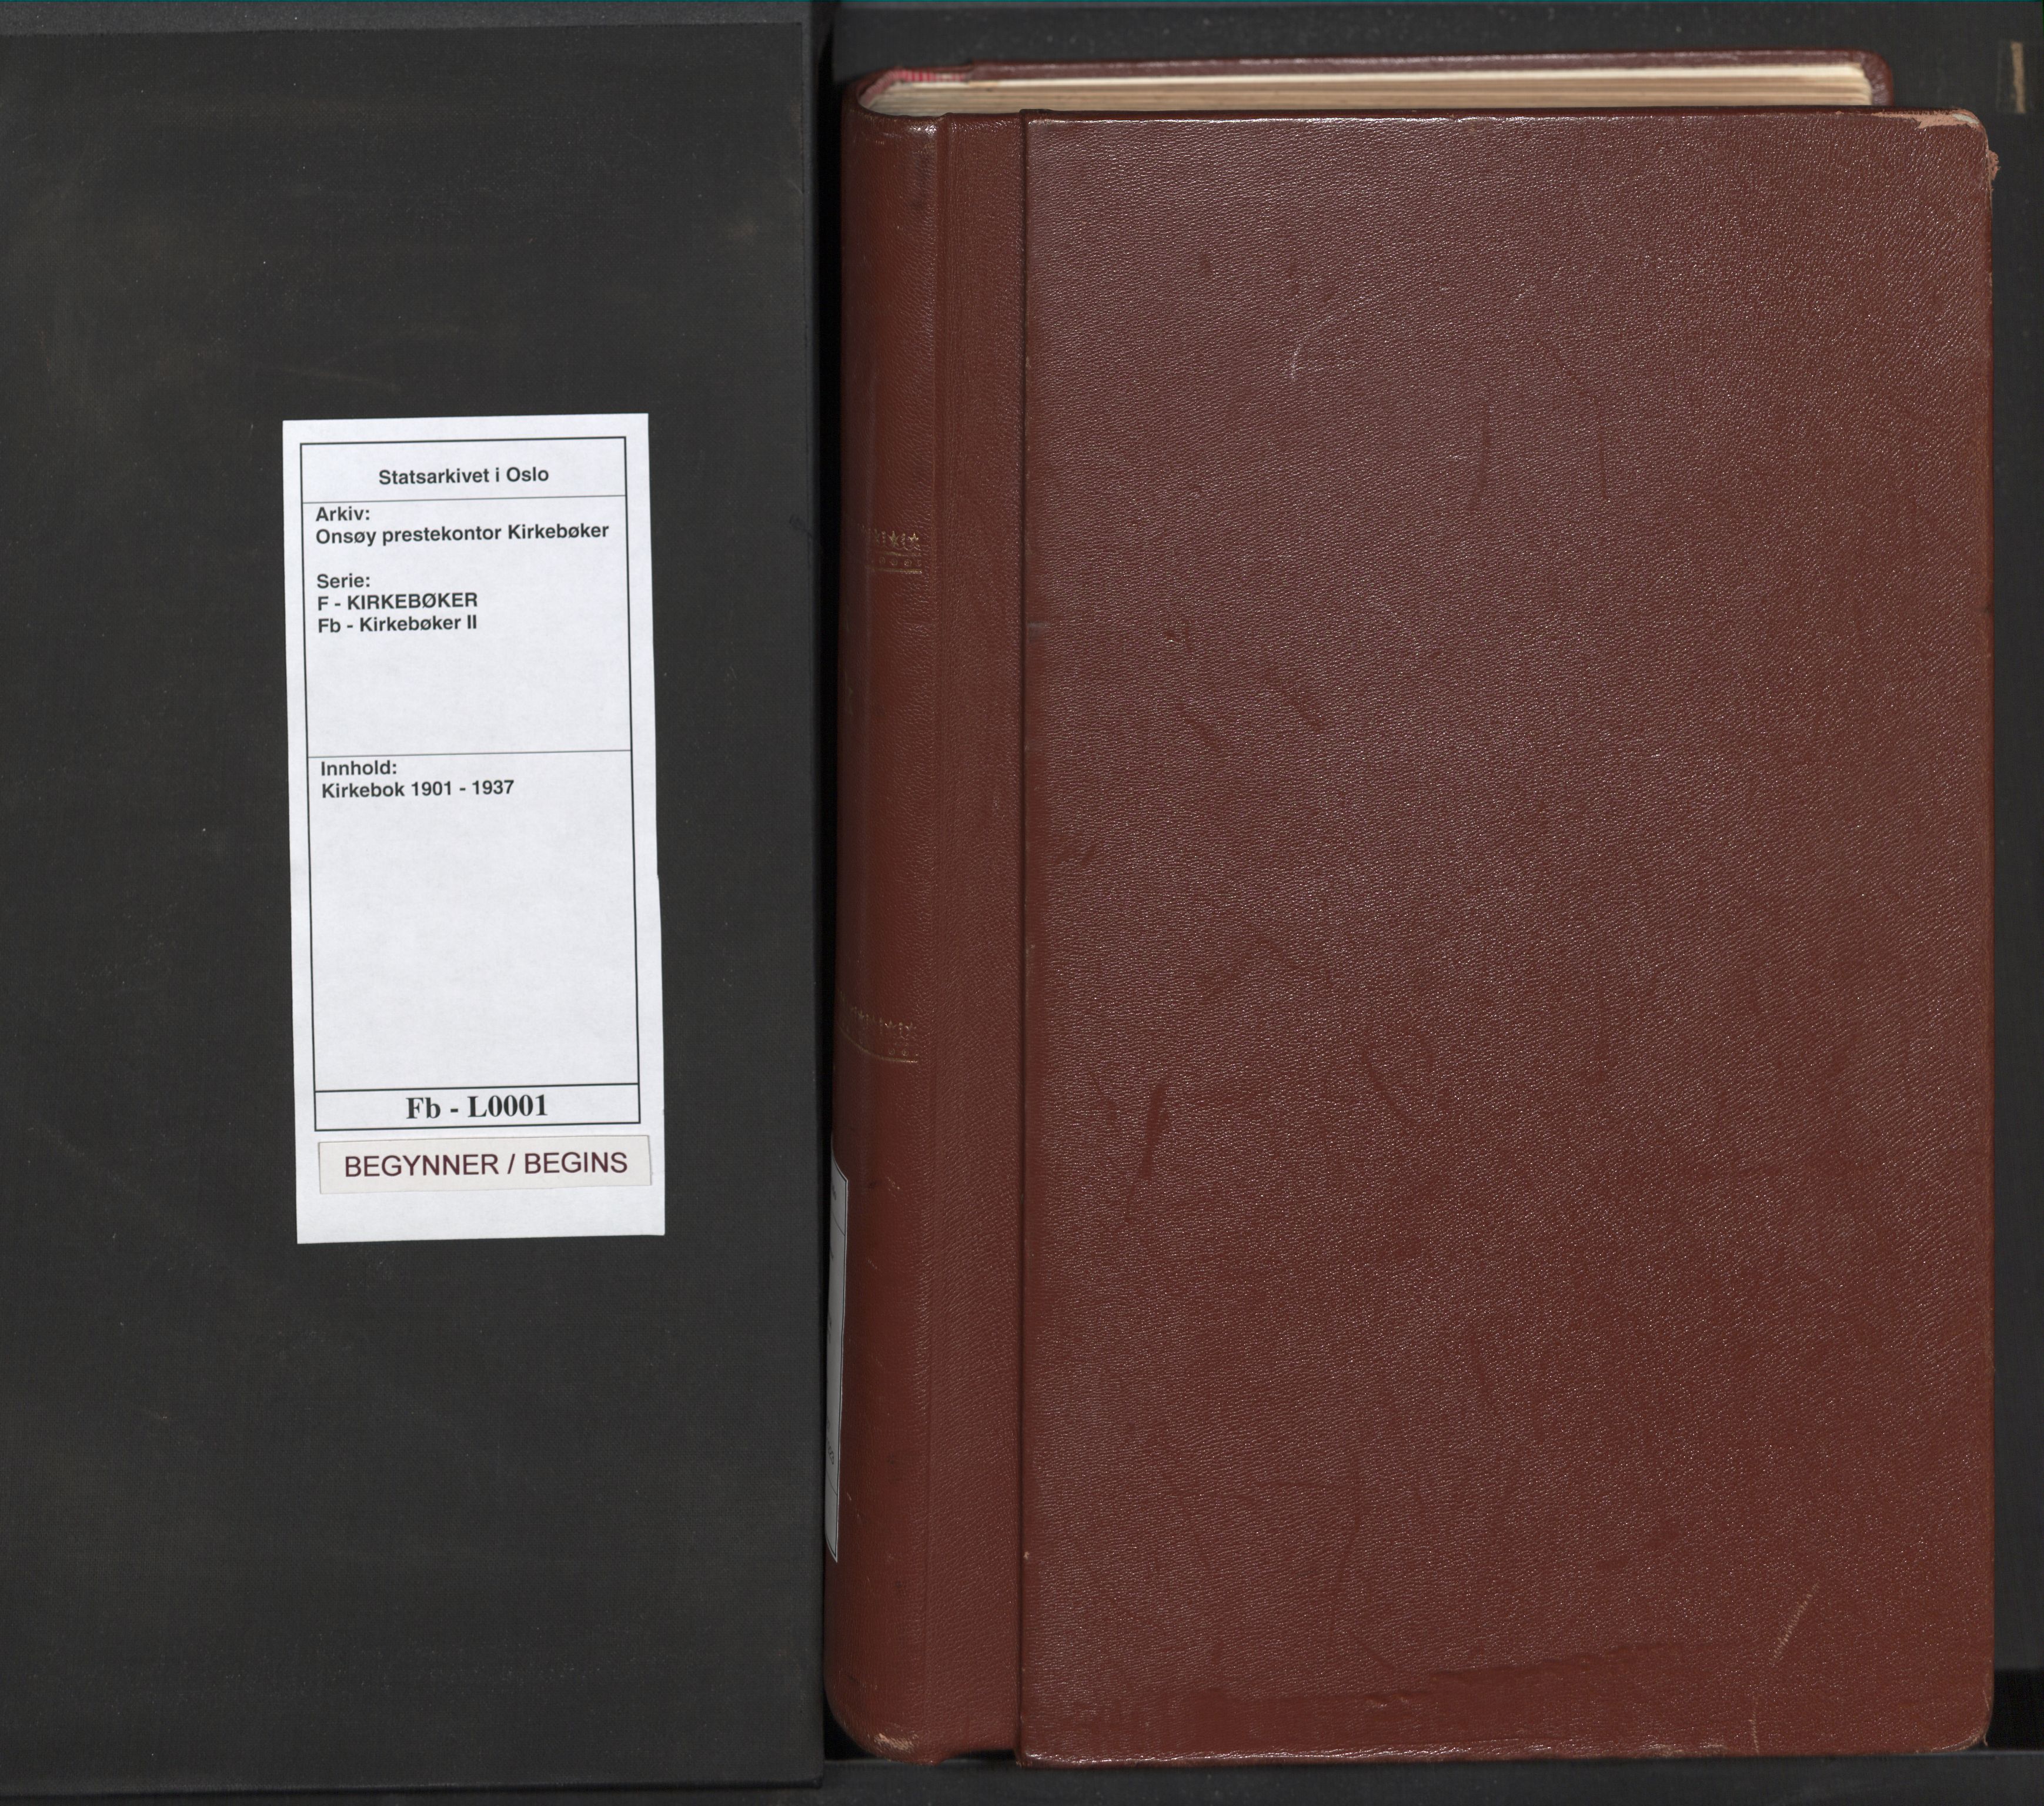 Statsarkivet i Oslo
Arkiv:
Onsøy prestekontor Kirkebøker
Serie:
F - KIRKEBØKER
Fb - Kirkebøker II
Innhold:
Kirkebok 1901 - 1937
Fb - L0001
BEGYNNER / BEGINS